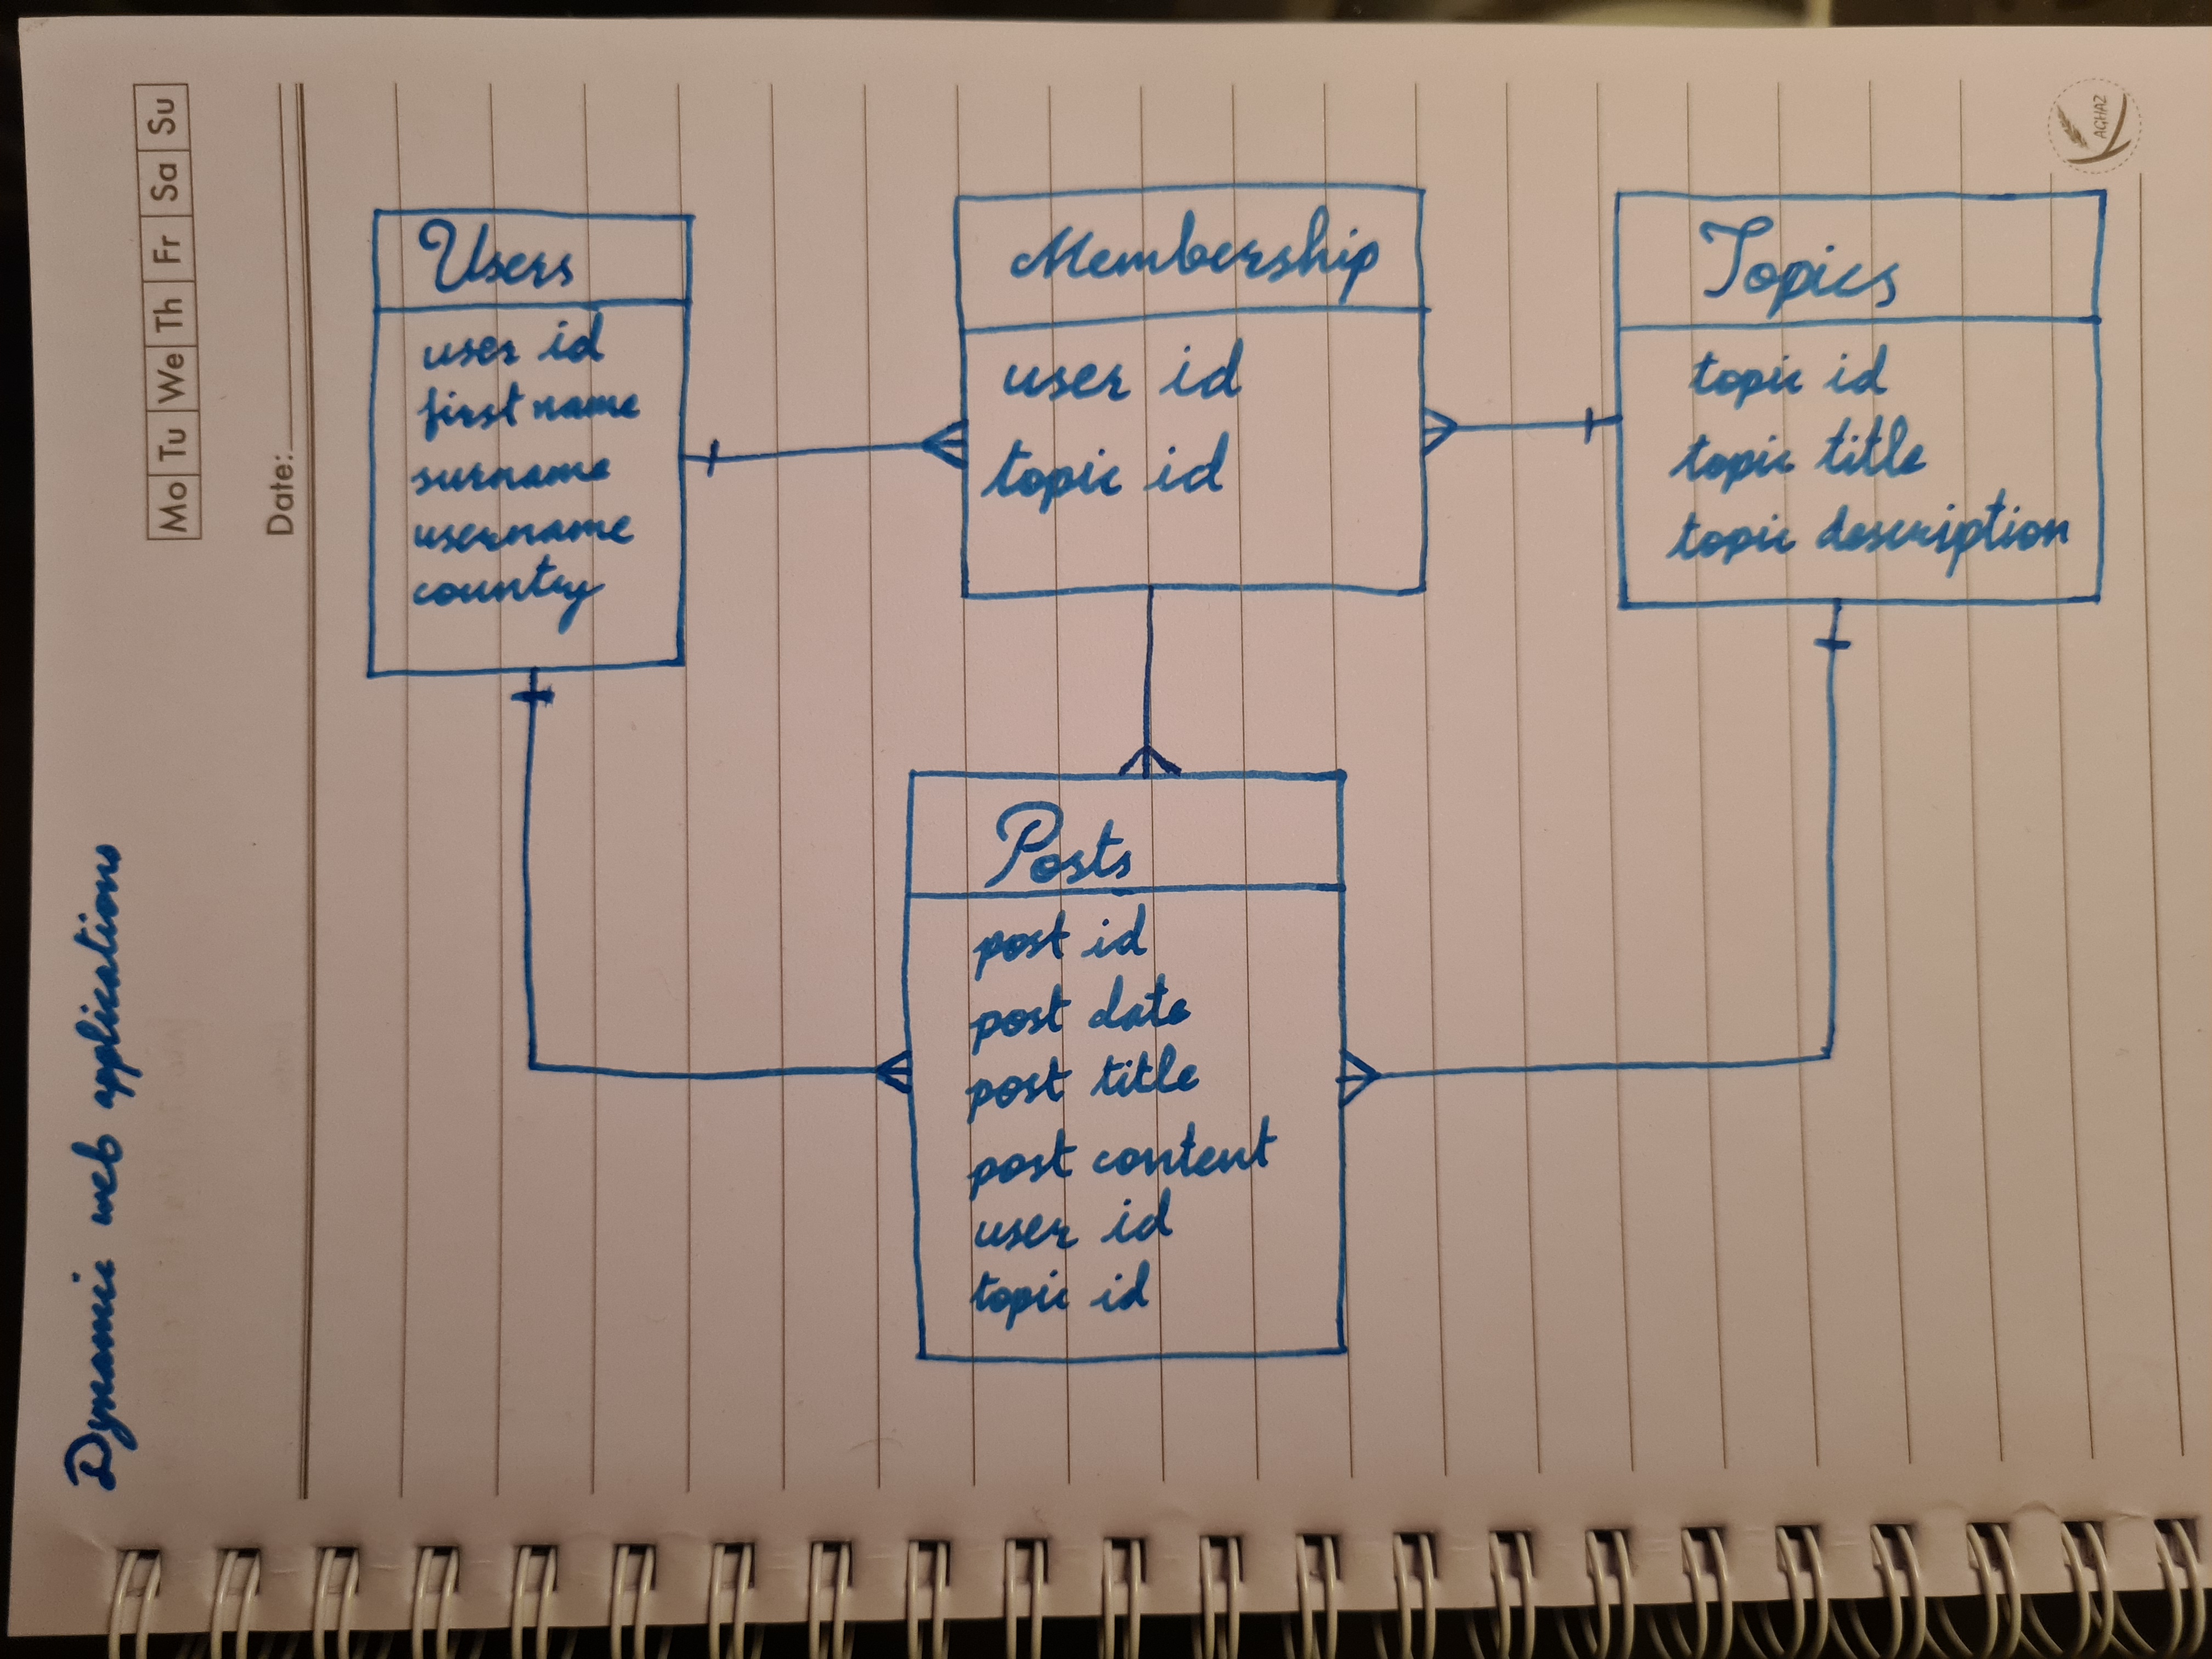 Dynamic web applications
Mo Tu We Th Fr Sa Su
Date:
AGHAZ
Users
user id
first name
surname
username
country
Membership
user id
topic id
Topics
topic id
topic title
topic description
Posts
post id
post date
post title
post content
user id
topic id